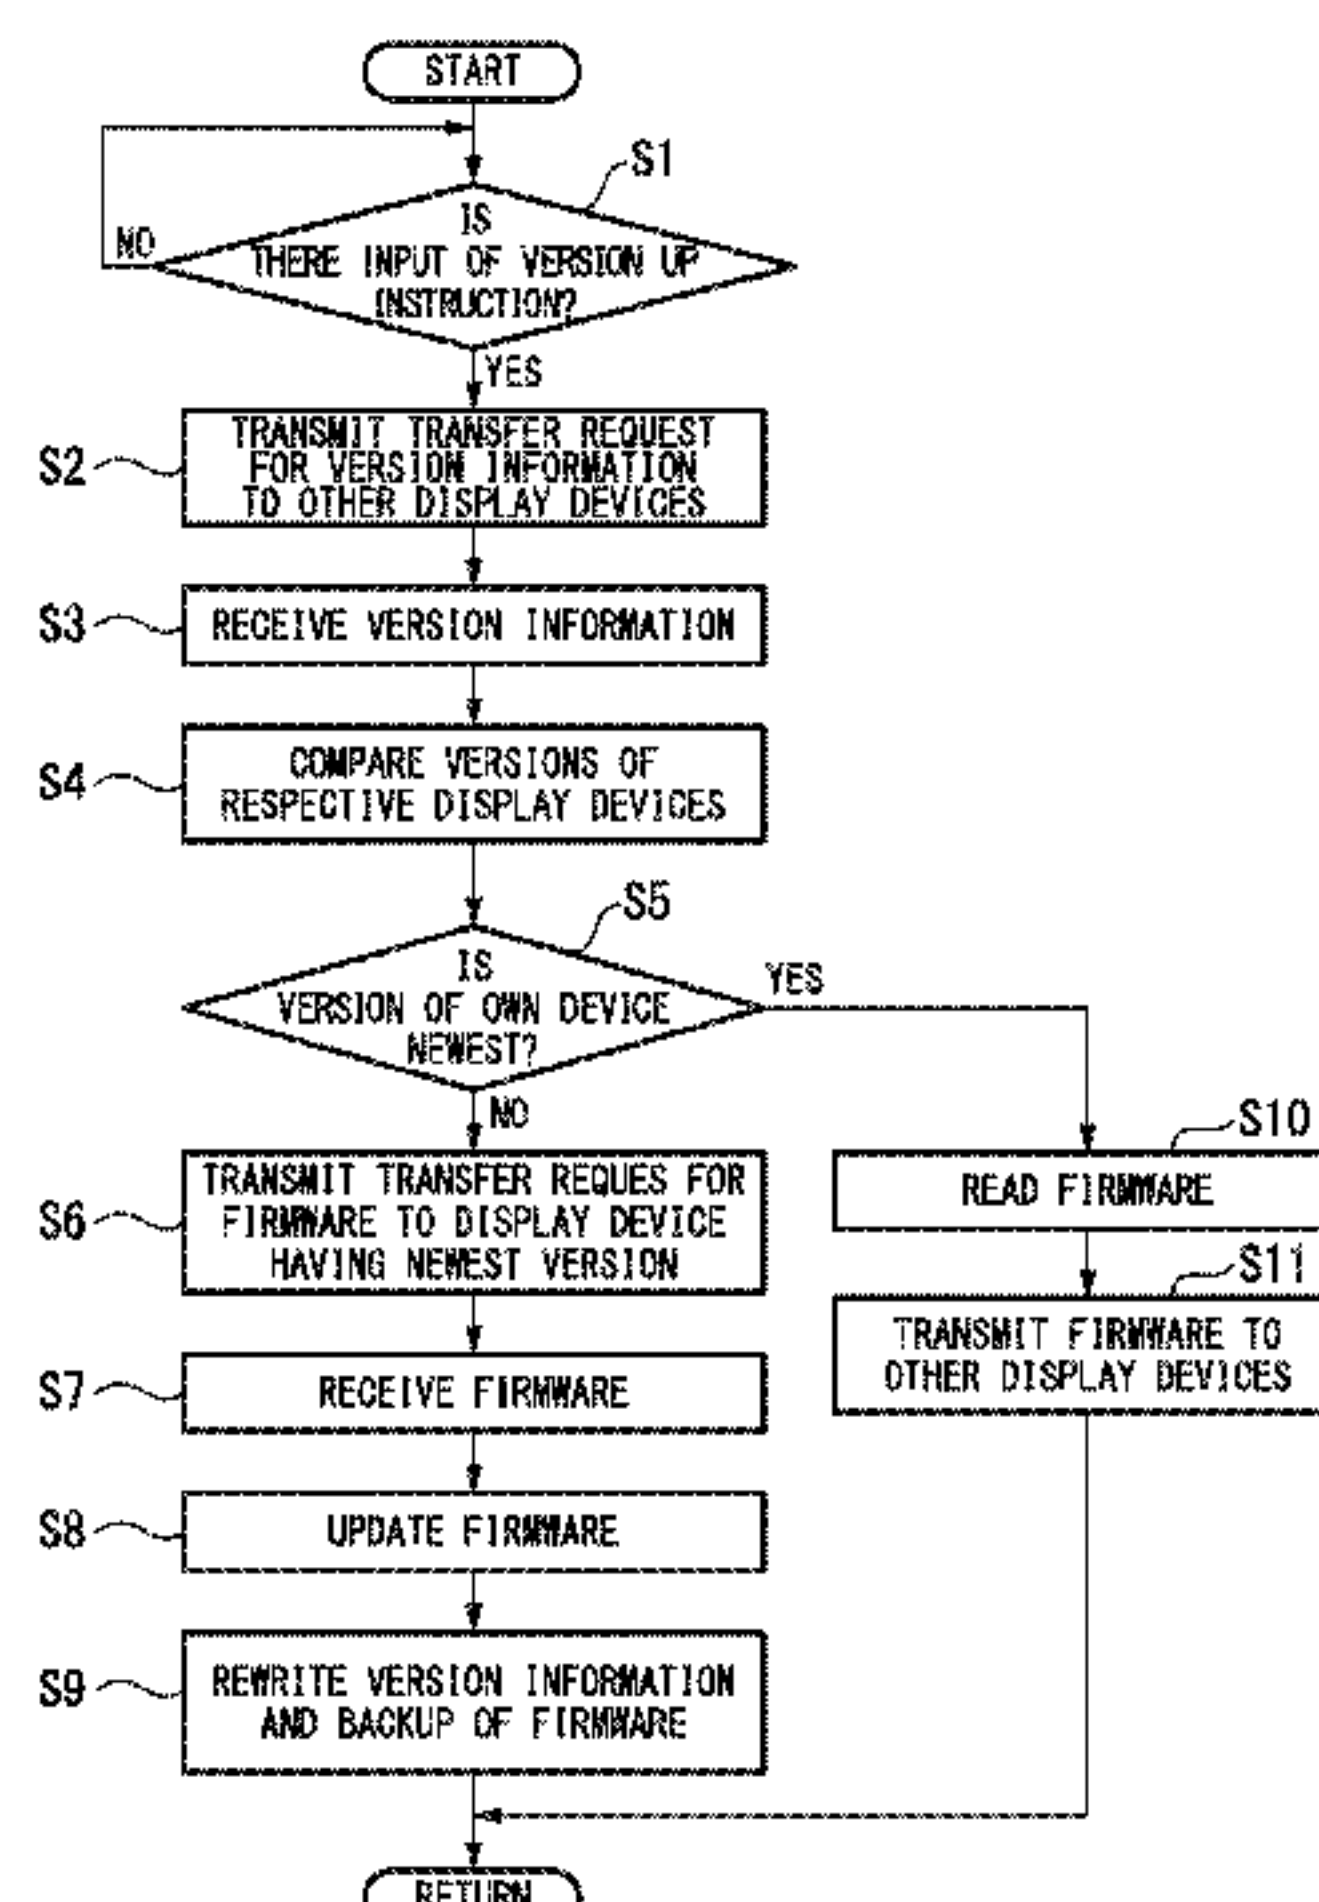 START
S1
IS
THERE INPUT OF VERSION UP
INSTRUCTION?
NO
YES
S2
TRANSMIT TRANSFER REQUEST
FOR VERSION INFORMATION
TO OTHER DISPLAY DEVICES
S3
RECEIVE VERSION INFORMATION
S4
COMPARE VERSIONS OF
RESPECTIVE DISPLAY DEVICES
S5
IS
VERSION OF OWN DEVICE
NEWEST?
YES
NO
S6
TRANSMIT TRANSFER REQUES FOR
FIRMWARE TO DISPLAY DEVICE
HAVING NEWEST VERSION
S10
READ FIRMWARE
S11
TRANSMIT FIRMWARE TO
OTHER DISPLAY DEVICES
S7
RECEIVE FIRMWARE
S8
UPDATE FIRMWARE
S9
REWRITE VERSION INFORMATION
AND BACKUP OF FIRMWARE
RETURN